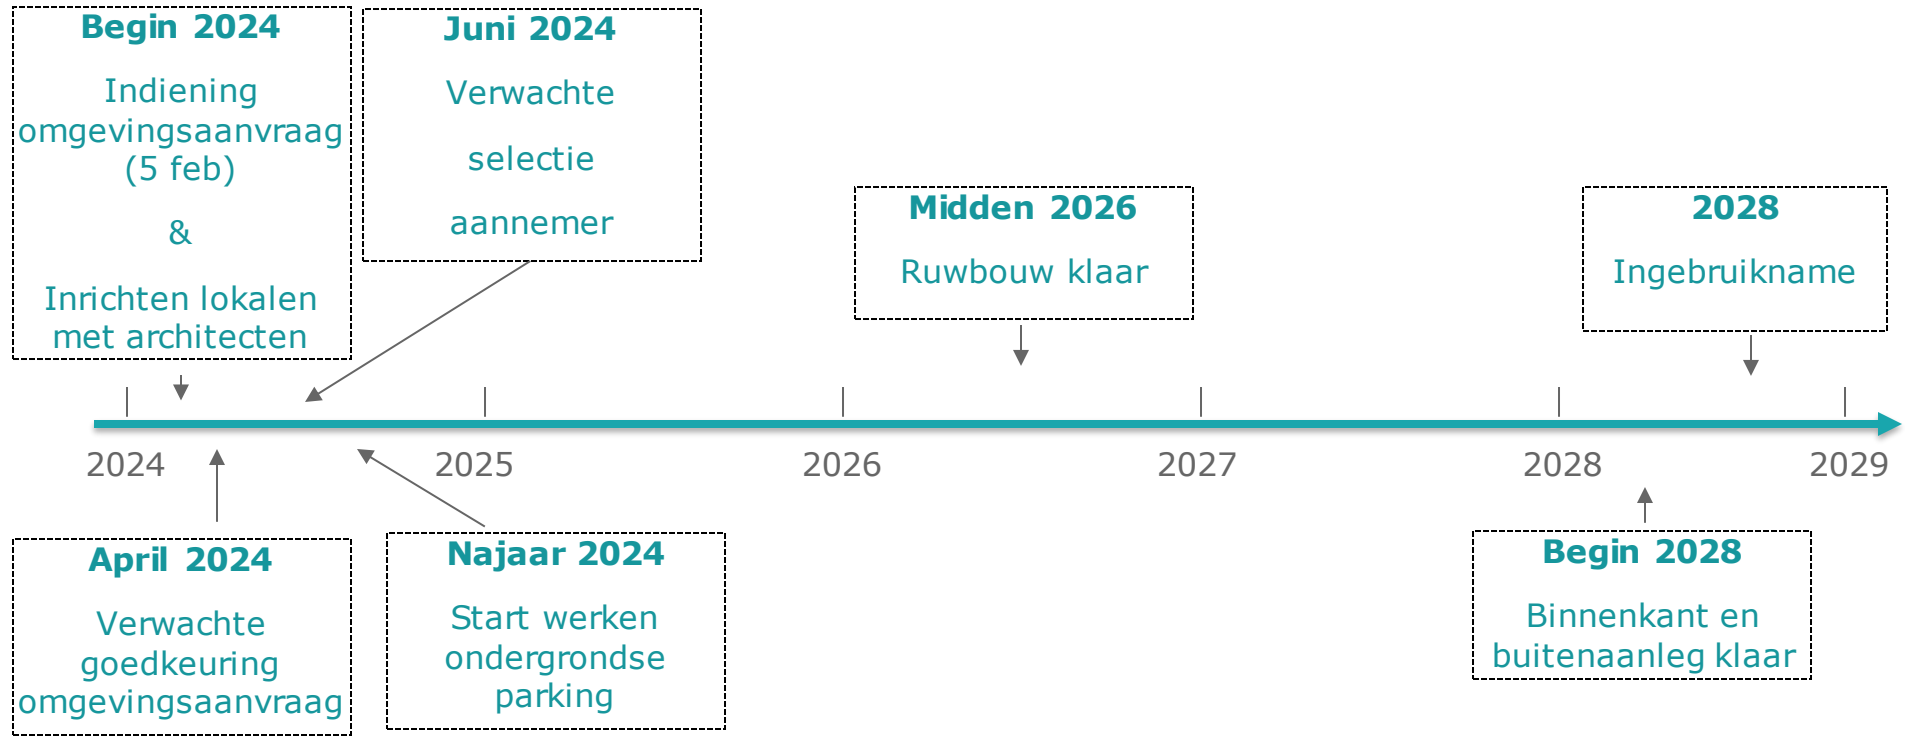 Begin 2024
Indiening
omgevingsaanvraag
(5 feb)
&
Inrichten lokalen
met architecten
Juni 2024
Verwachte
selectie
aannemer
Midden 2026
Ruwbouw klaar
2028
Ingebruikname
2024
2025
2026
2027
2028
2029
April 2024
Verwachte
goedkeuring
omgevingsaanvraag
Najaar 2024
Start werken
ondergrondse
parking
Begin 2028
Binnenkant en
buitenaanleg klaar